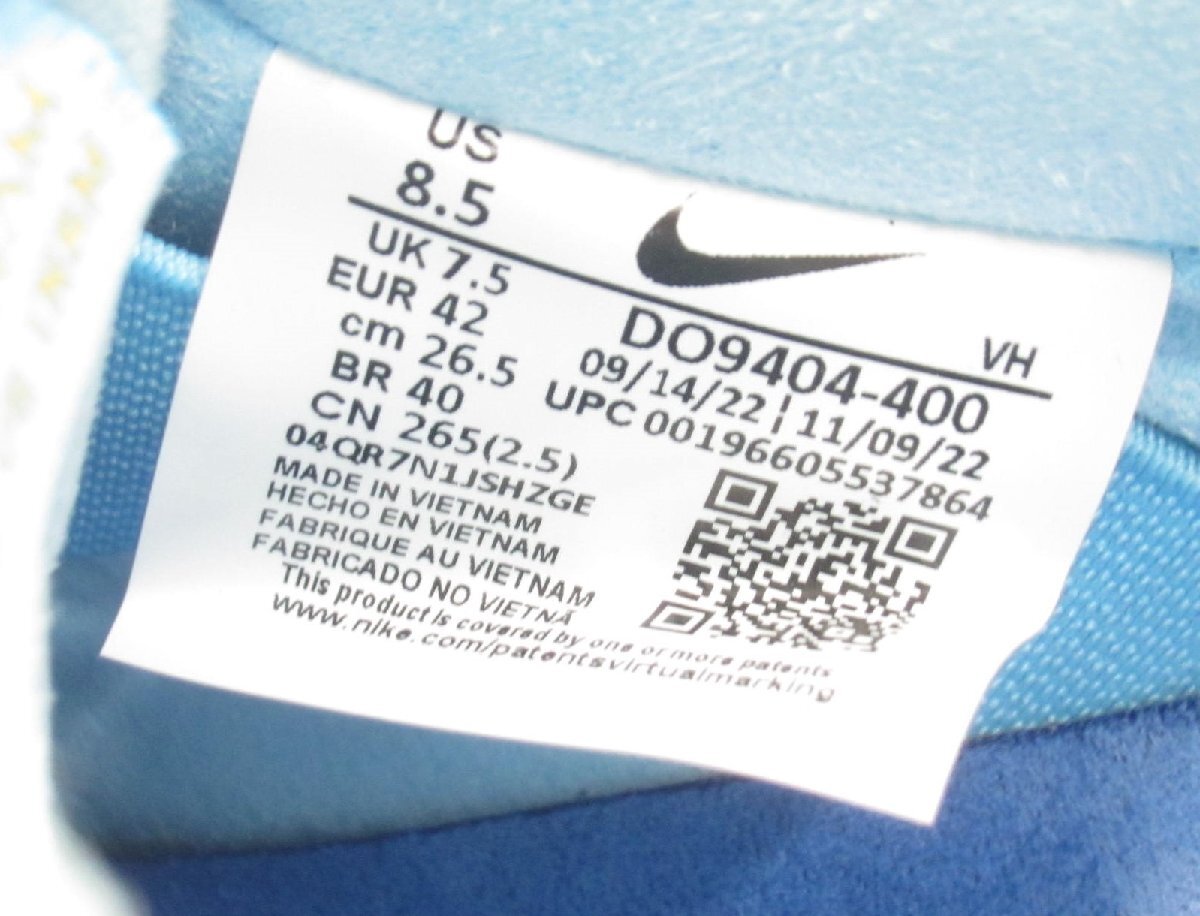 US
8.5
UK 7.5
EUR 42
cm 26.5
BR 40
CN 265(2.5)
04QR7N1JSHZGE
MADE IN VIETNAM
HECHO EN VIETNAM
FABRIQUE AU VIETNAM
FABRICADO NO VIETNÃ
This product is covered by one or more patents
www.nike.com/patentsvirtualmarking
VH
DO9404-400
09/14/22 ¦ 11/09/22
UPC 00196605537864